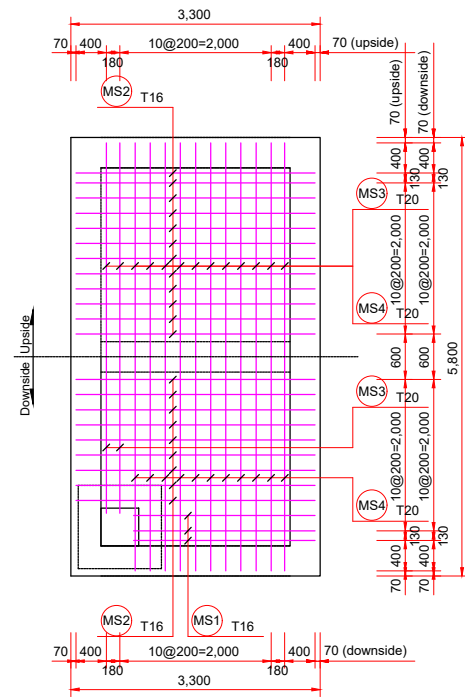 3,300
70 400 10@200=2,000 400 70 (upside)
180 180
MS2 T16
70 (upside)
70 (downside)
400 400
130
MS3 T20
10@200=2,000 10@200=2,000
MS4 T20
Downside Upside
600 600
5,800
MS3 T20
10@200=2,000 10@200=2,000
MS4 T20
130
400 400
70 70
MS2 T16 MS1 T16
70 400 10@200=2,000 400 70 (downside)
180 180
3,300